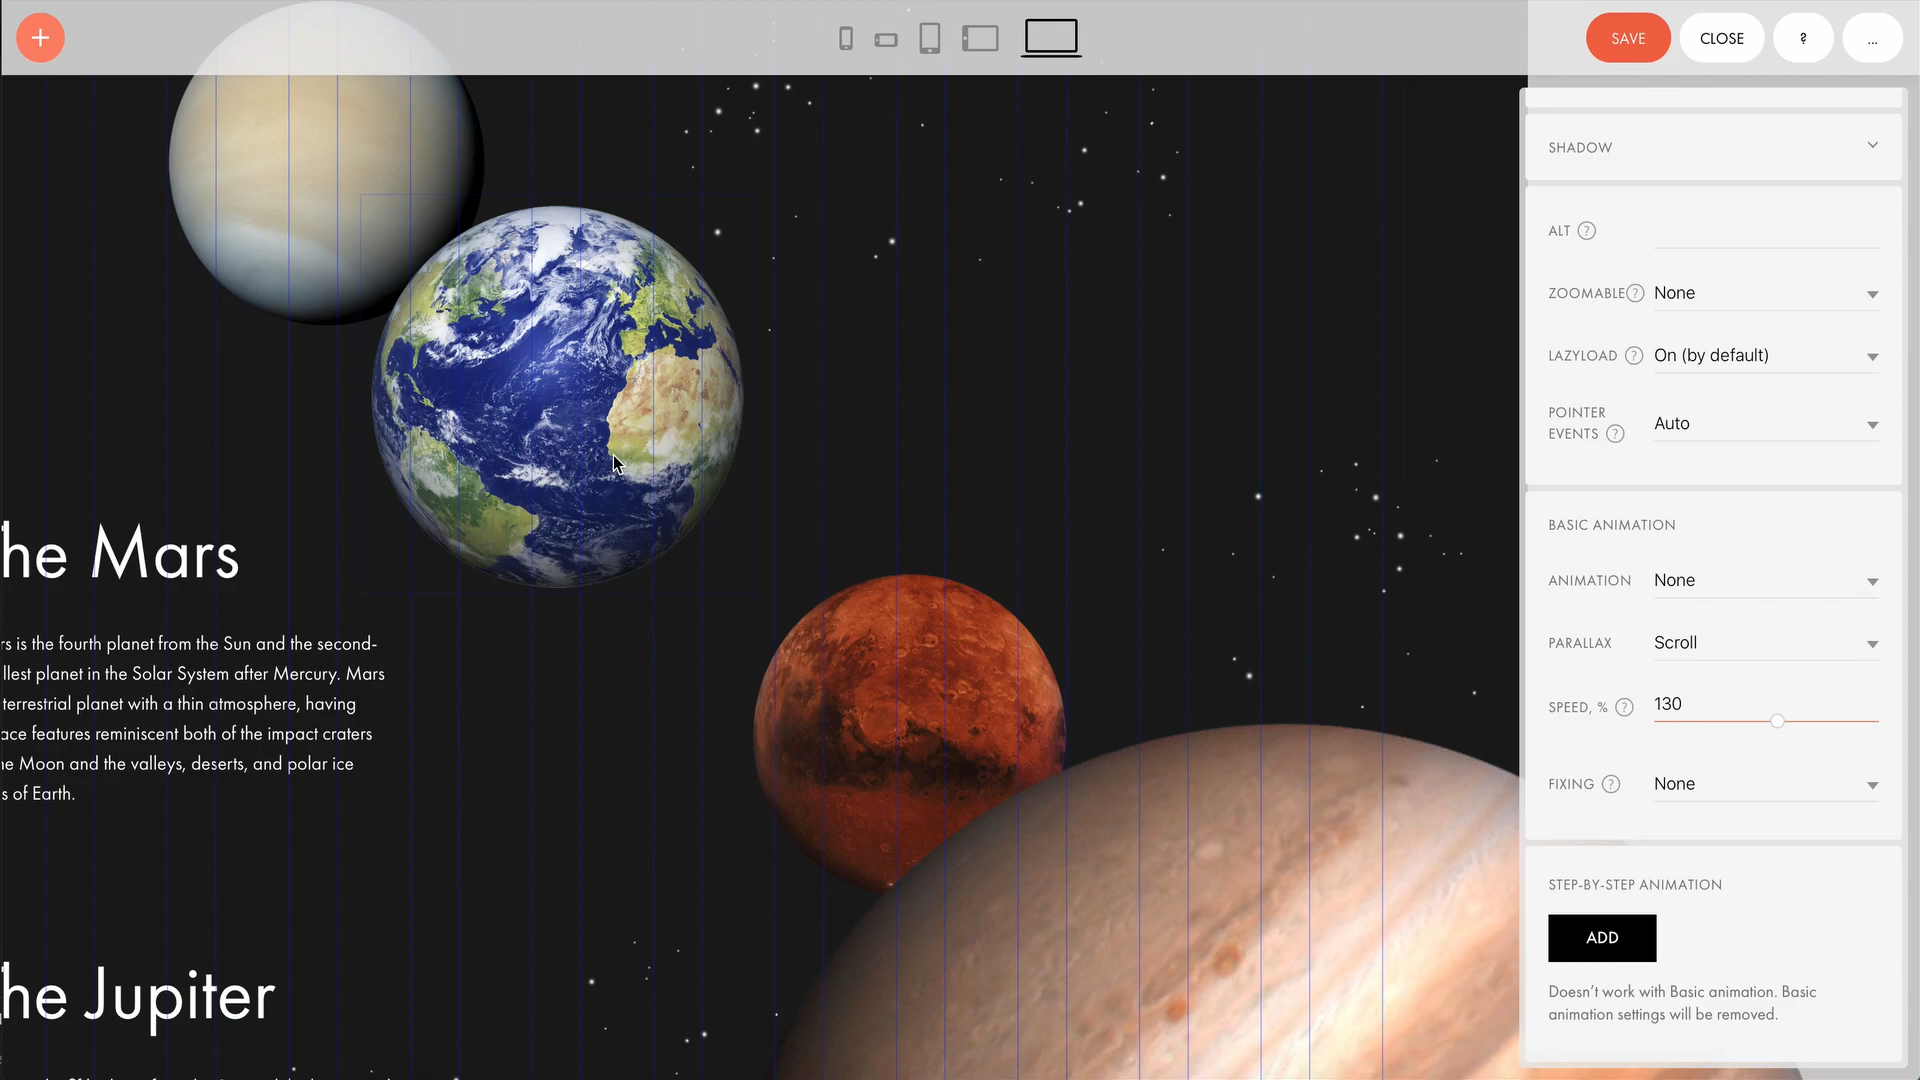 +
SAVE
CLOSE
?
...
he Mars
rs is the fourth planet from the Sun and the second-
llest planet in the Solar System after Mercury. Mars
terrestrial planet with a thin atmosphere, having
ace features reminiscent both of the impact craters
he Moon and the valleys, deserts, and polar ice
s of Earth.
he Jupiter
SHADOW
ALT ?
ZOOMABLE ? None
LAZYLOAD ? On (by default)
POINTER
EVENTS ? Auto
BASIC ANIMATION
ANIMATION None
PARALLAX Scroll
SPEED, % ? 130
FIXING ? None
STEP-BY-STEP ANIMATION
ADD
Doesn't work with Basic animation. Basic
animation settings will be removed.